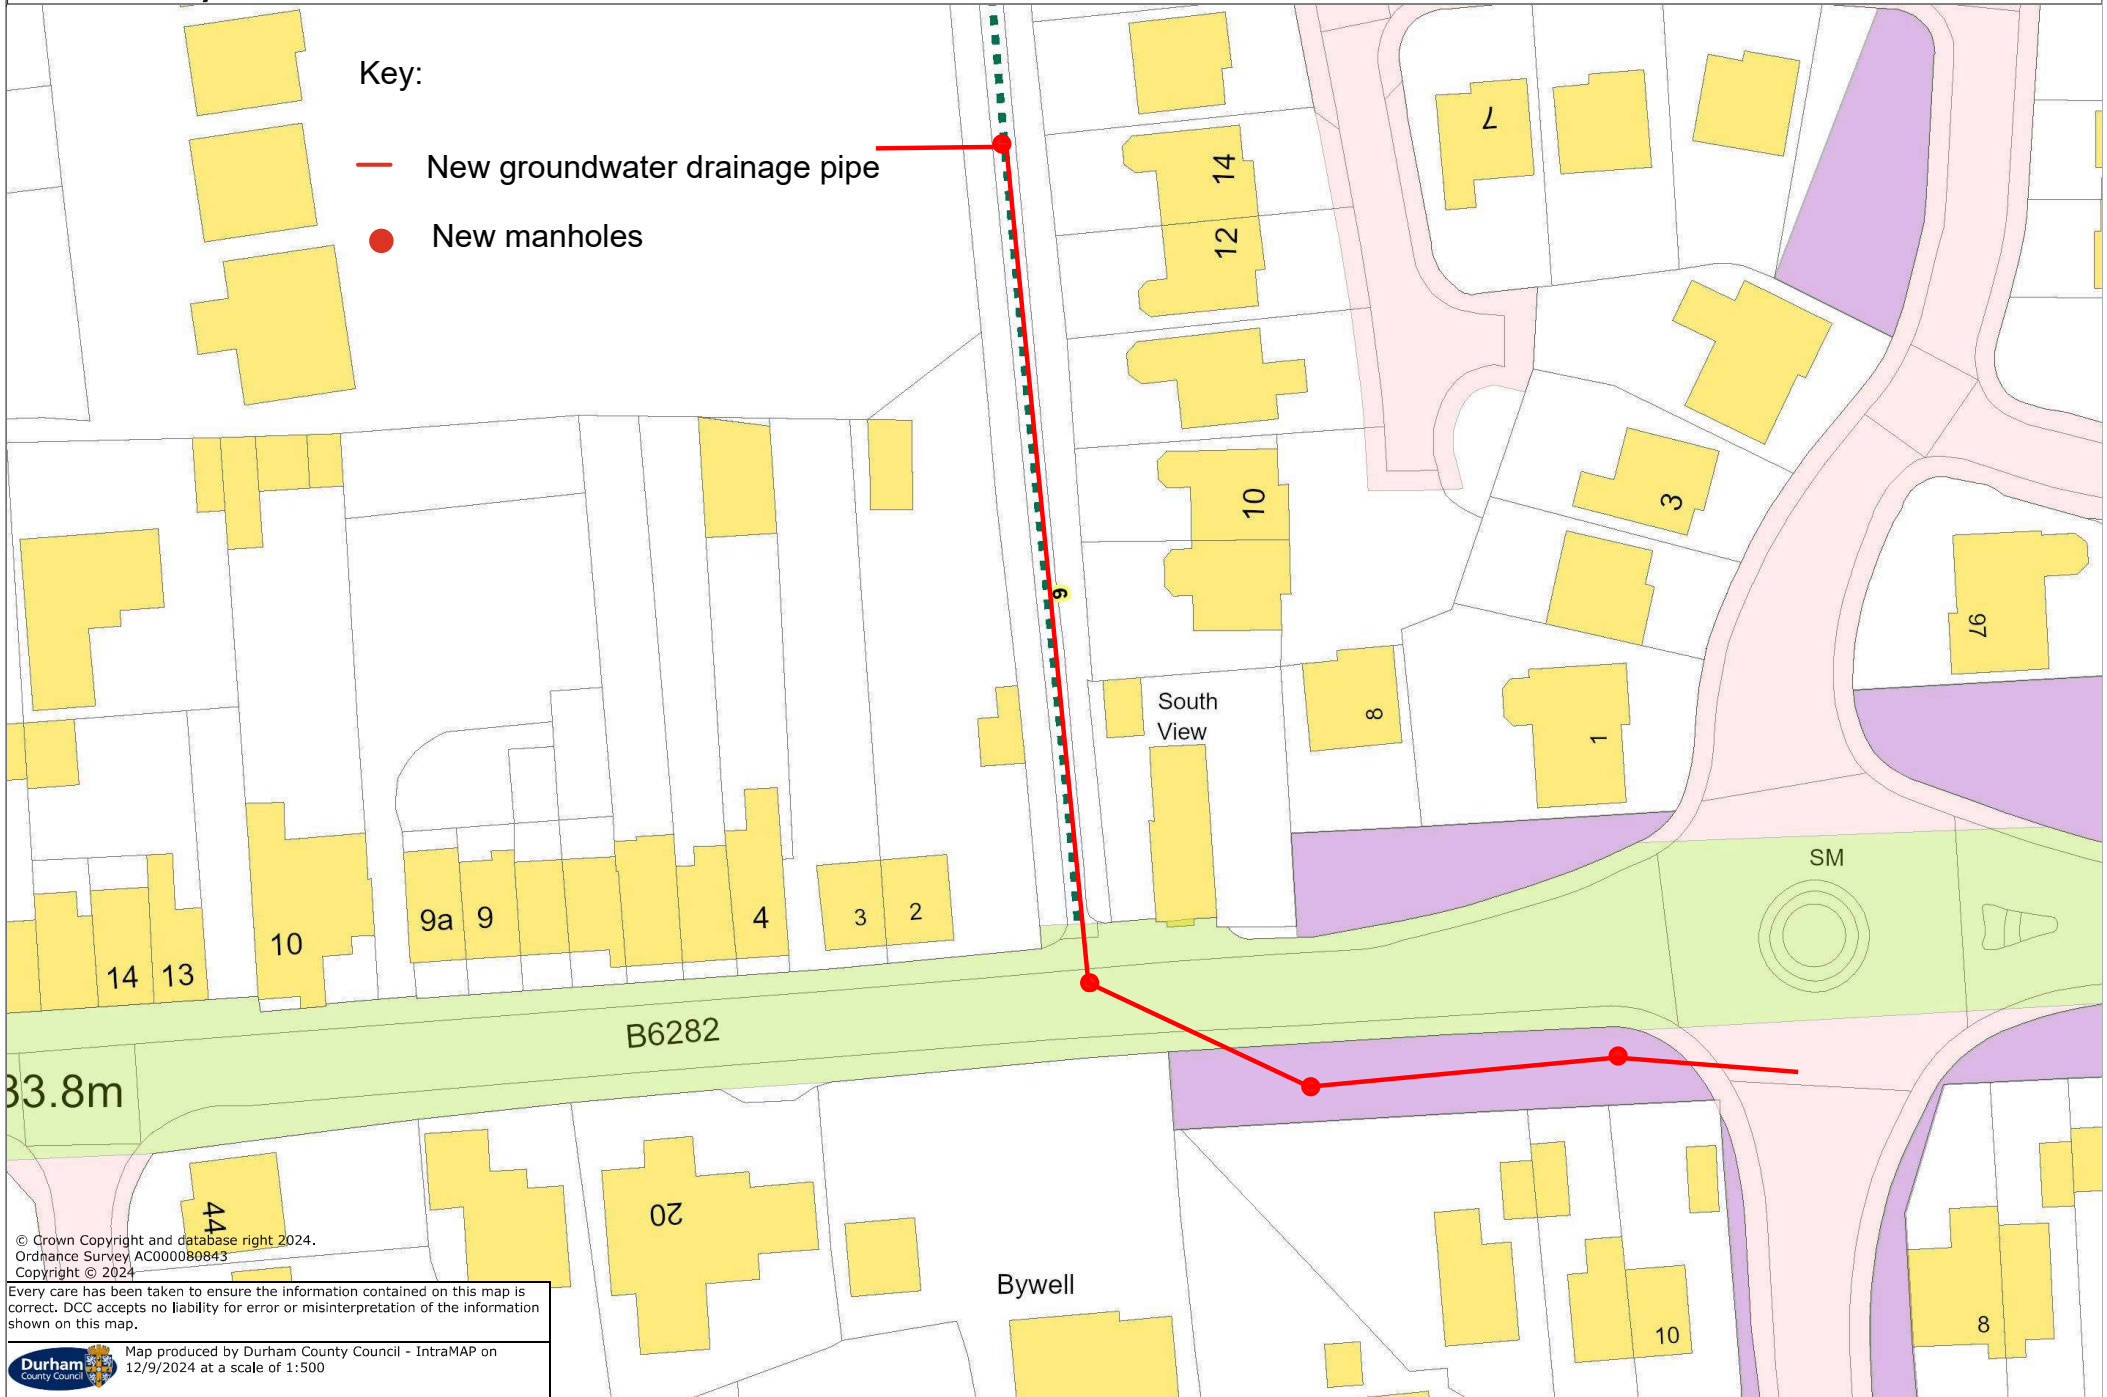 Key:
New groundwater drainage pipe
New manholes
7
14
12
10
3
9
97
South
View
8
1
SM
9a
9
4
3
2
10
14
13
B6282
33.8m
44
20
Bywell
10
8
© Crown Copyright and database right 2024.
Ordnance Survey AC000080843
Copyright © 2024
Every care has been taken to ensure the information contained on this map is
correct. DCC accepts no liability for error or misinterpretation of the information
shown on this map.
Durham
County Council
Map produced by Durham County Council - IntraMAP on
12/9/2024 at a scale of 1:500